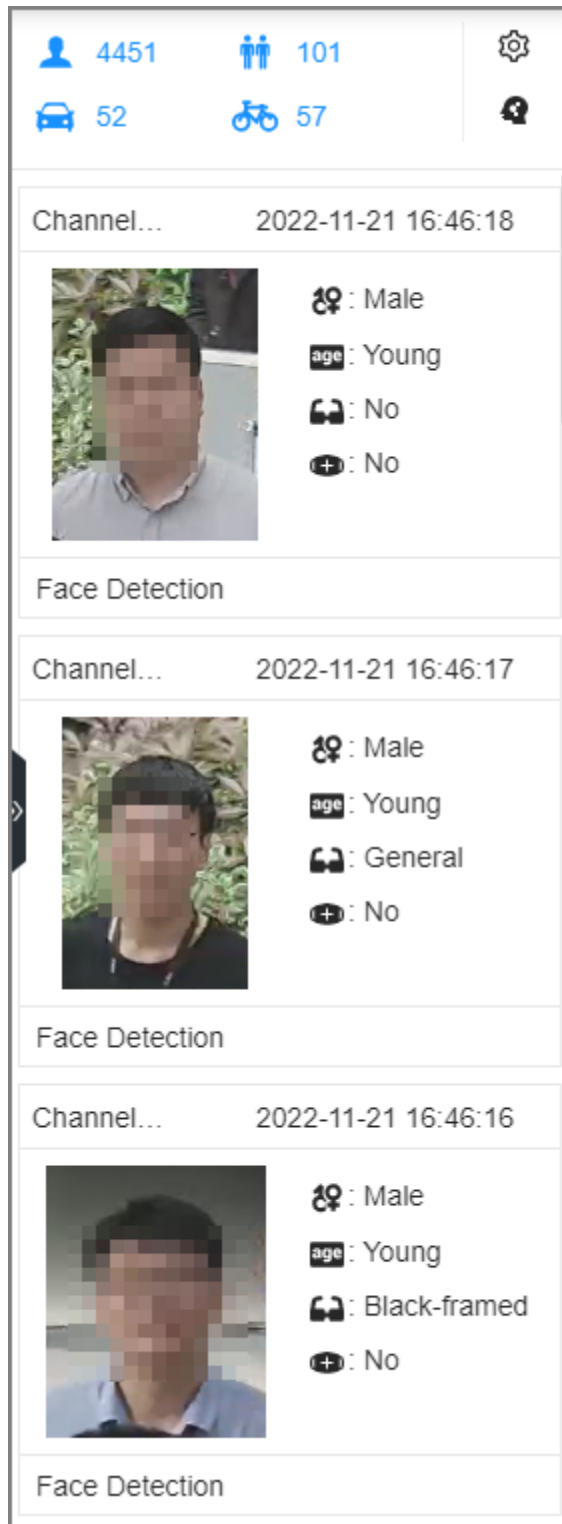 4451 101
52 57
Channel... 2022-11-21 16:46:18
: Male
age : Young
: No
: No
Face Detection
Channel... 2022-11-21 16:46:17
: Male
age : Young
: General
: No
Face Detection
Channel... 2022-11-21 16:46:16
: Male
age : Young
: Black-framed
: No
Face Detection